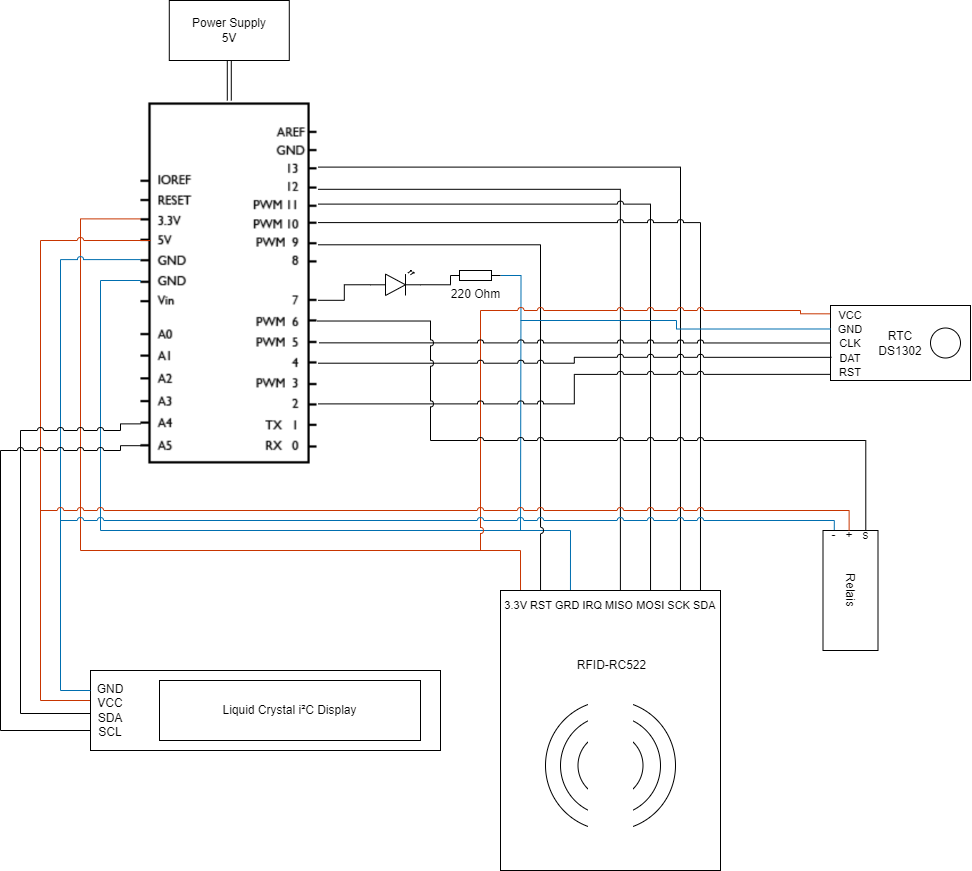 Power Supply
5V
AREF
GND
13
12
PWM 11
PWM 10
PWM 9
8
7
PWM 6
PWM 5
4
PWM 3
2
TX 1
RX 0
IOREF
RESET
3.3V
5V
GND
GND
Vin
A0
A1
A2
A3
A4
A5
220 Ohm
VCC
GND
CLK
DAT
RST
RTC
DS1302
- + S
Relais
3.3V RST GRD IRQ MISO MOSI SCK SDA
RFID-RC522
GND
VCC
SDA
SCL
Liquid Crystal i²C Display